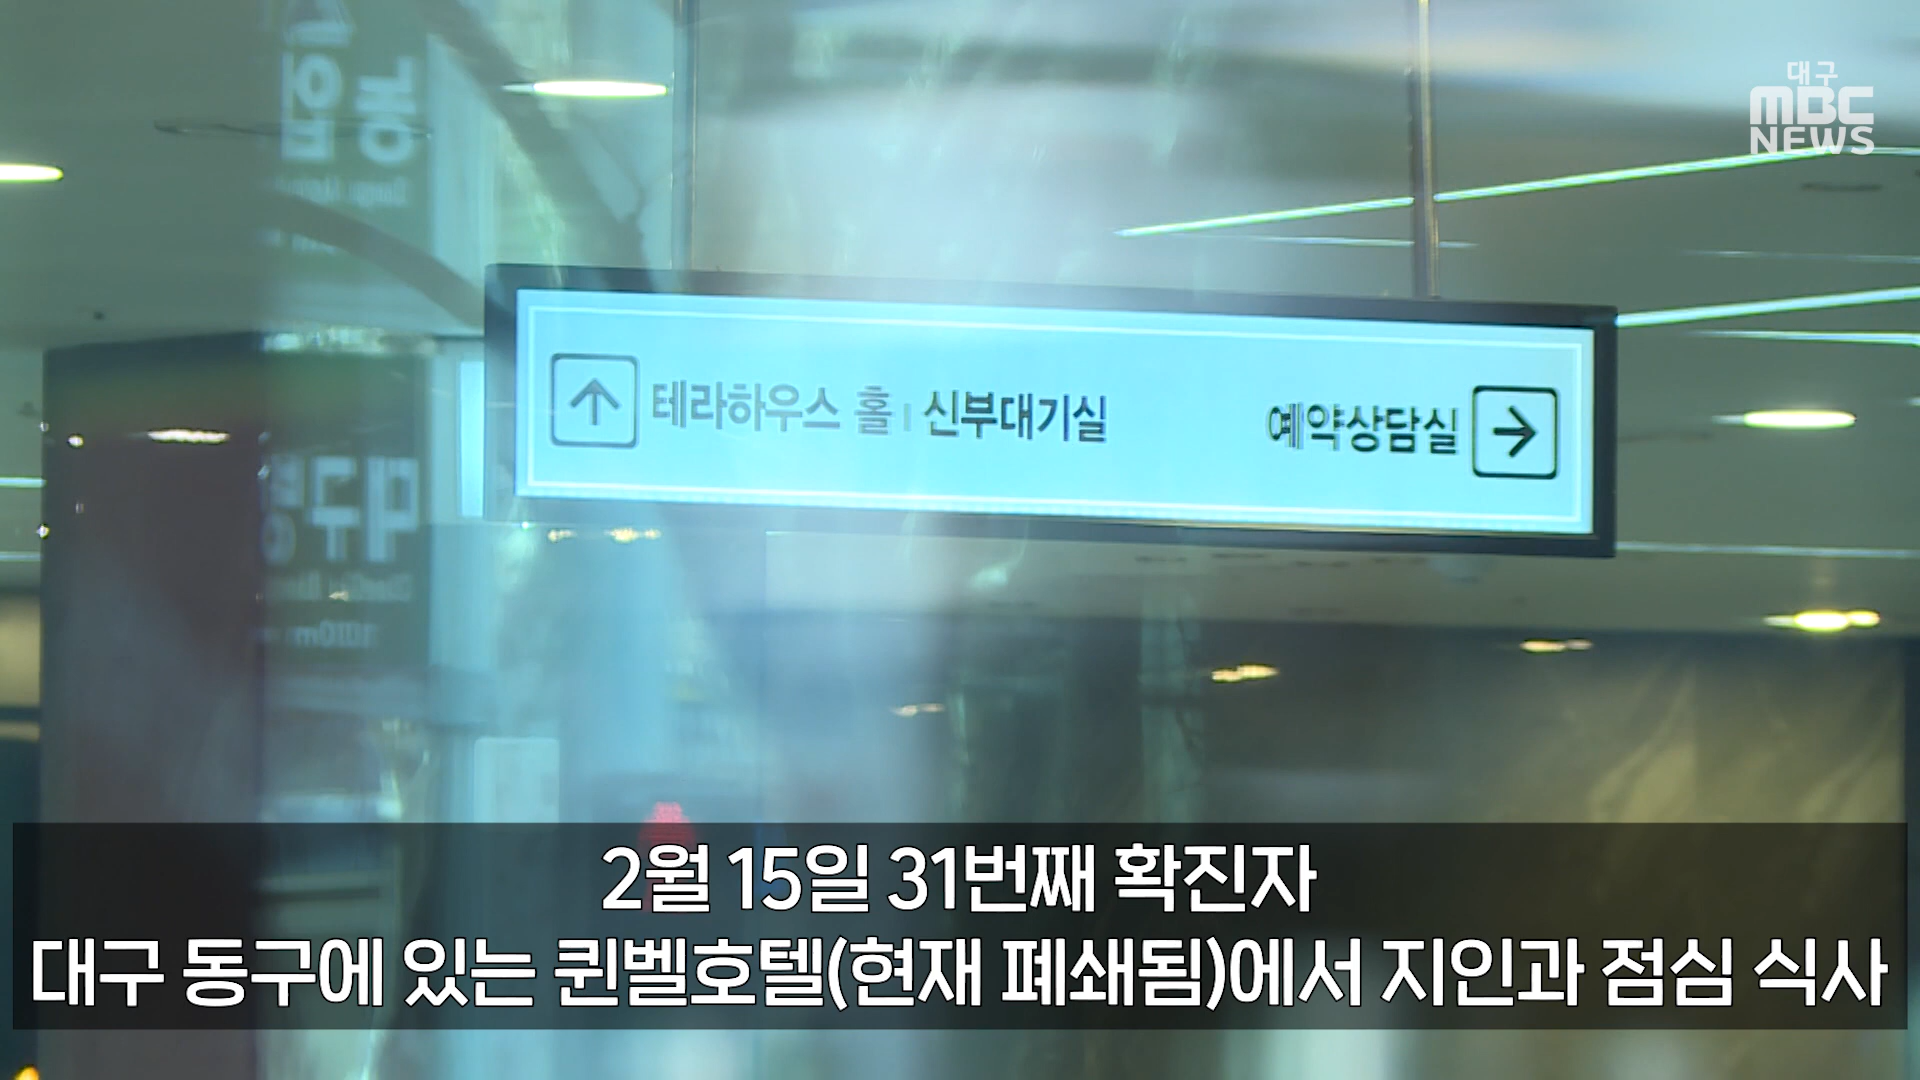 대구
MBC
NEWS
테라하우스 홀 | 신부대기실
예약상담실
대구
2월 15일 31번째 확진자
대구 동구에 있는 퀸벨호텔(현재 폐쇄됨)에서 지인과 점심 식사